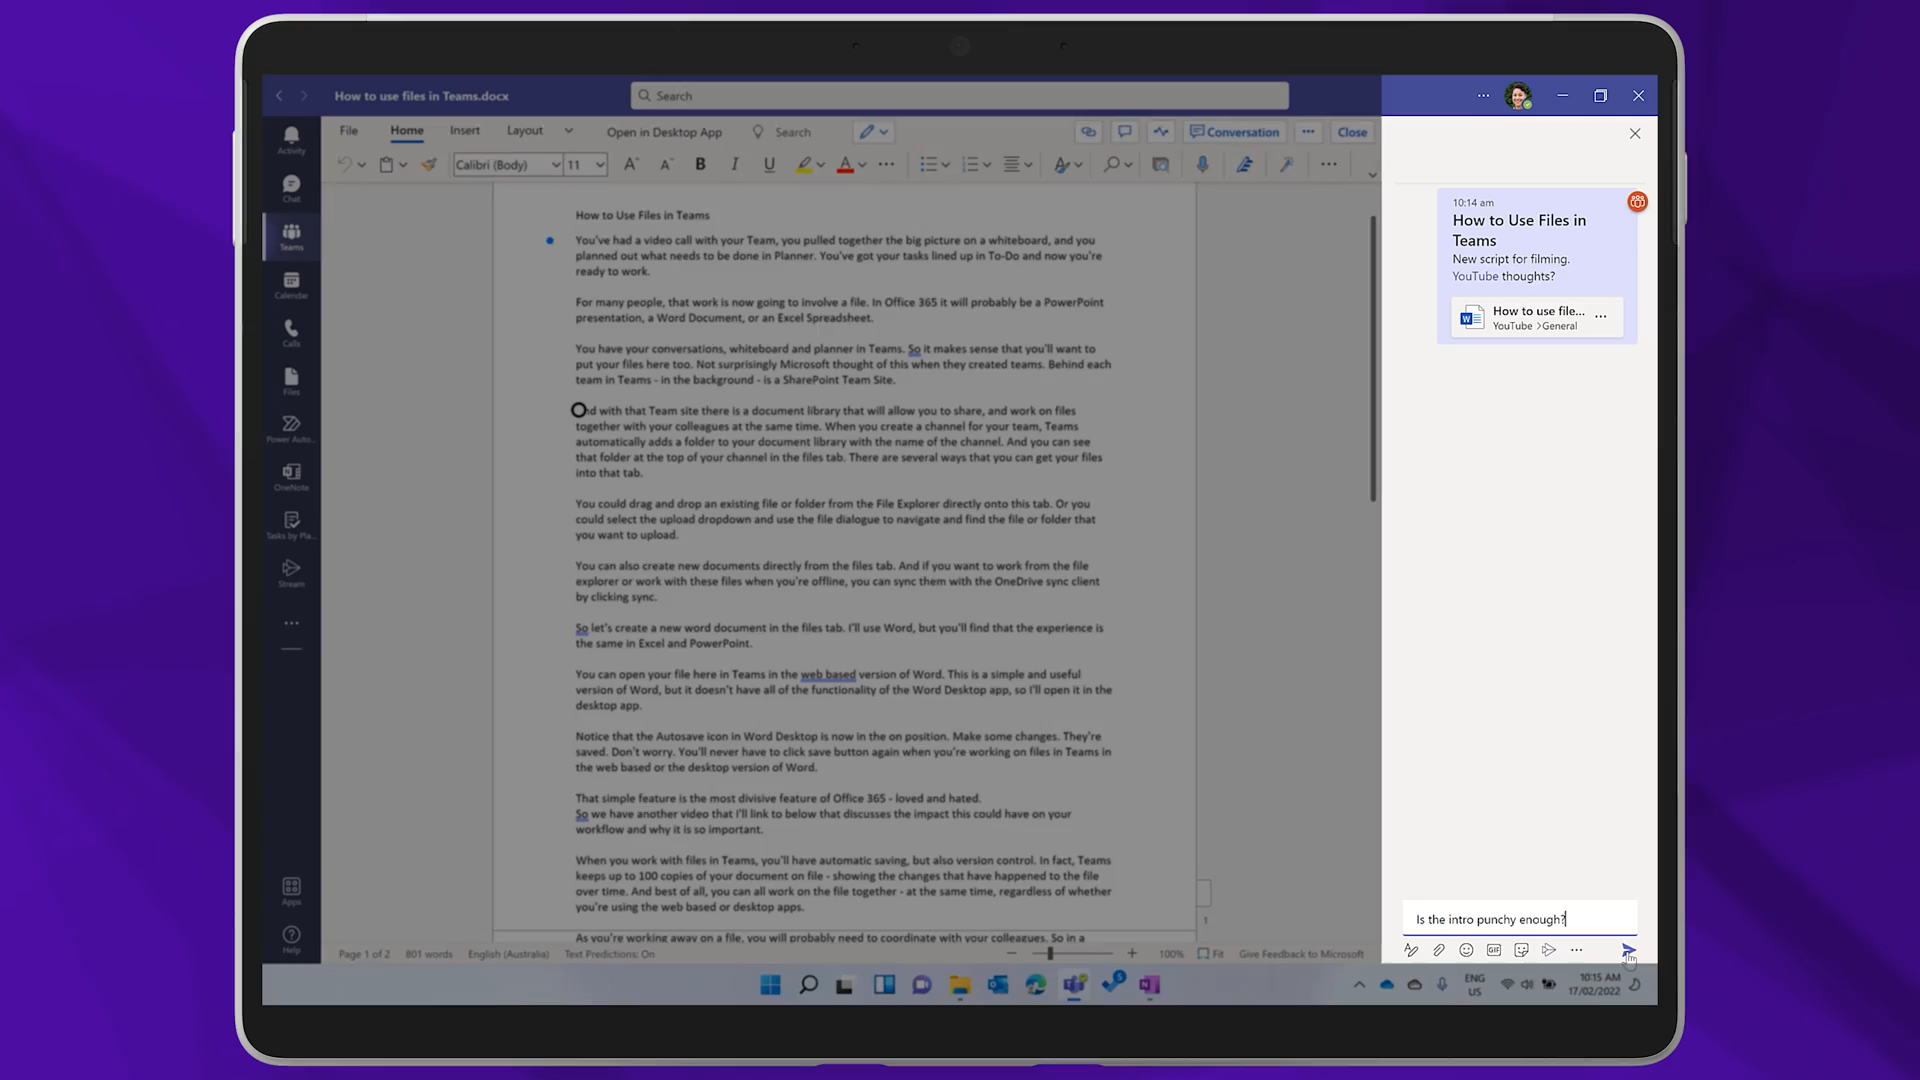 How to use files in Teams.docx
Search
File
Home
Insert
Layout
Open in Desktop App
Search
Conversation
Close
Calibri (Body)
11
Activity
Chat
Teams
Calendar
Calls
Files
Power Auto...
OneNote
Tasks by Pla...
Stream
Apps
Help
How to Use Files in Teams
You've had a video call with your Team, you pulled together the big picture on a whiteboard, and you
planned out what needs to be done in Planner. You've got your tasks lined up in To-Do and now you're
ready to work.
For many people, that work is now going to involve a file. In Office 365 it will probably be a PowerPoint
presentation, a Word Document, or an Excel Spreadsheet.
You have your conversations, whiteboard and planner in Teams. So it makes sense that you'll want to
put your files here too. Not surprisingly Microsoft thought of this when they created teams. Behind each
team in Teams - in the background - is a SharePoint Team Site.
nd with that Team site there is a document library that will allow you to share, and work on files
together with your colleagues at the same time. When you create a channel for your team, Teams
automatically adds a folder to your document library with the name of the channel. And you can see
that folder at the top of your channel in the files tab. There are several ways that you can get your files
into that tab.
You could drag and drop an existing file or folder from the File Explorer directly onto this tab. Or you
could select the upload dropdown and use the file dialogue to navigate and find the file or folder that
you want to upload.
You can also create new documents directly from the files tab. And if you want to work from the file
explorer or work with these files when you're offline, you can sync them with the OneDrive sync client
by clicking sync.
So let's create a new word document in the files tab. I'll use Word, but you'll find that the experience is
the same in Excel and PowerPoint.
You can open your file here in Teams in the web based version of Word. This is a simple and useful
version of Word, but it doesn't have all of the functionality of the Word Desktop app, so I'll open it in the
desktop app.
Notice that the Autosave icon in Word Desktop is now in the on position. Make some changes. They're
saved. Don't worry. You'll never have to click save button again when you're working on files in Teams in
the web based or the desktop version of Word.
That simple feature is the most divisive feature of Office 365 - loved and hated.
So we have another video that I'll link to below that discusses the impact this could have on your
workflow and why it is so important.
When you work with files in Teams, you'll have automatic saving, but also version control. In fact, Teams
keeps up to 100 copies of your document on file - showing the changes that have happened to the file
over time. And best of all, you can all work on the file together - at the same time, regardless of whether
you're using the web based or desktop apps.
As you're working away on a file, you will probably need to coordinate with your colleagues. So in a
1
Page 1 of 2
801 words
English (Australia)
Text Predictions: On
100%
Fit
Give Feedback to Microsoft
10:14 am
How to Use Files in
Teams
New script for filming.
YouTube thoughts?
How to use file...
YouTube >General
Is the intro punchy enough?
GIF
5
ENG
US
10:15 AM
17/02/2022